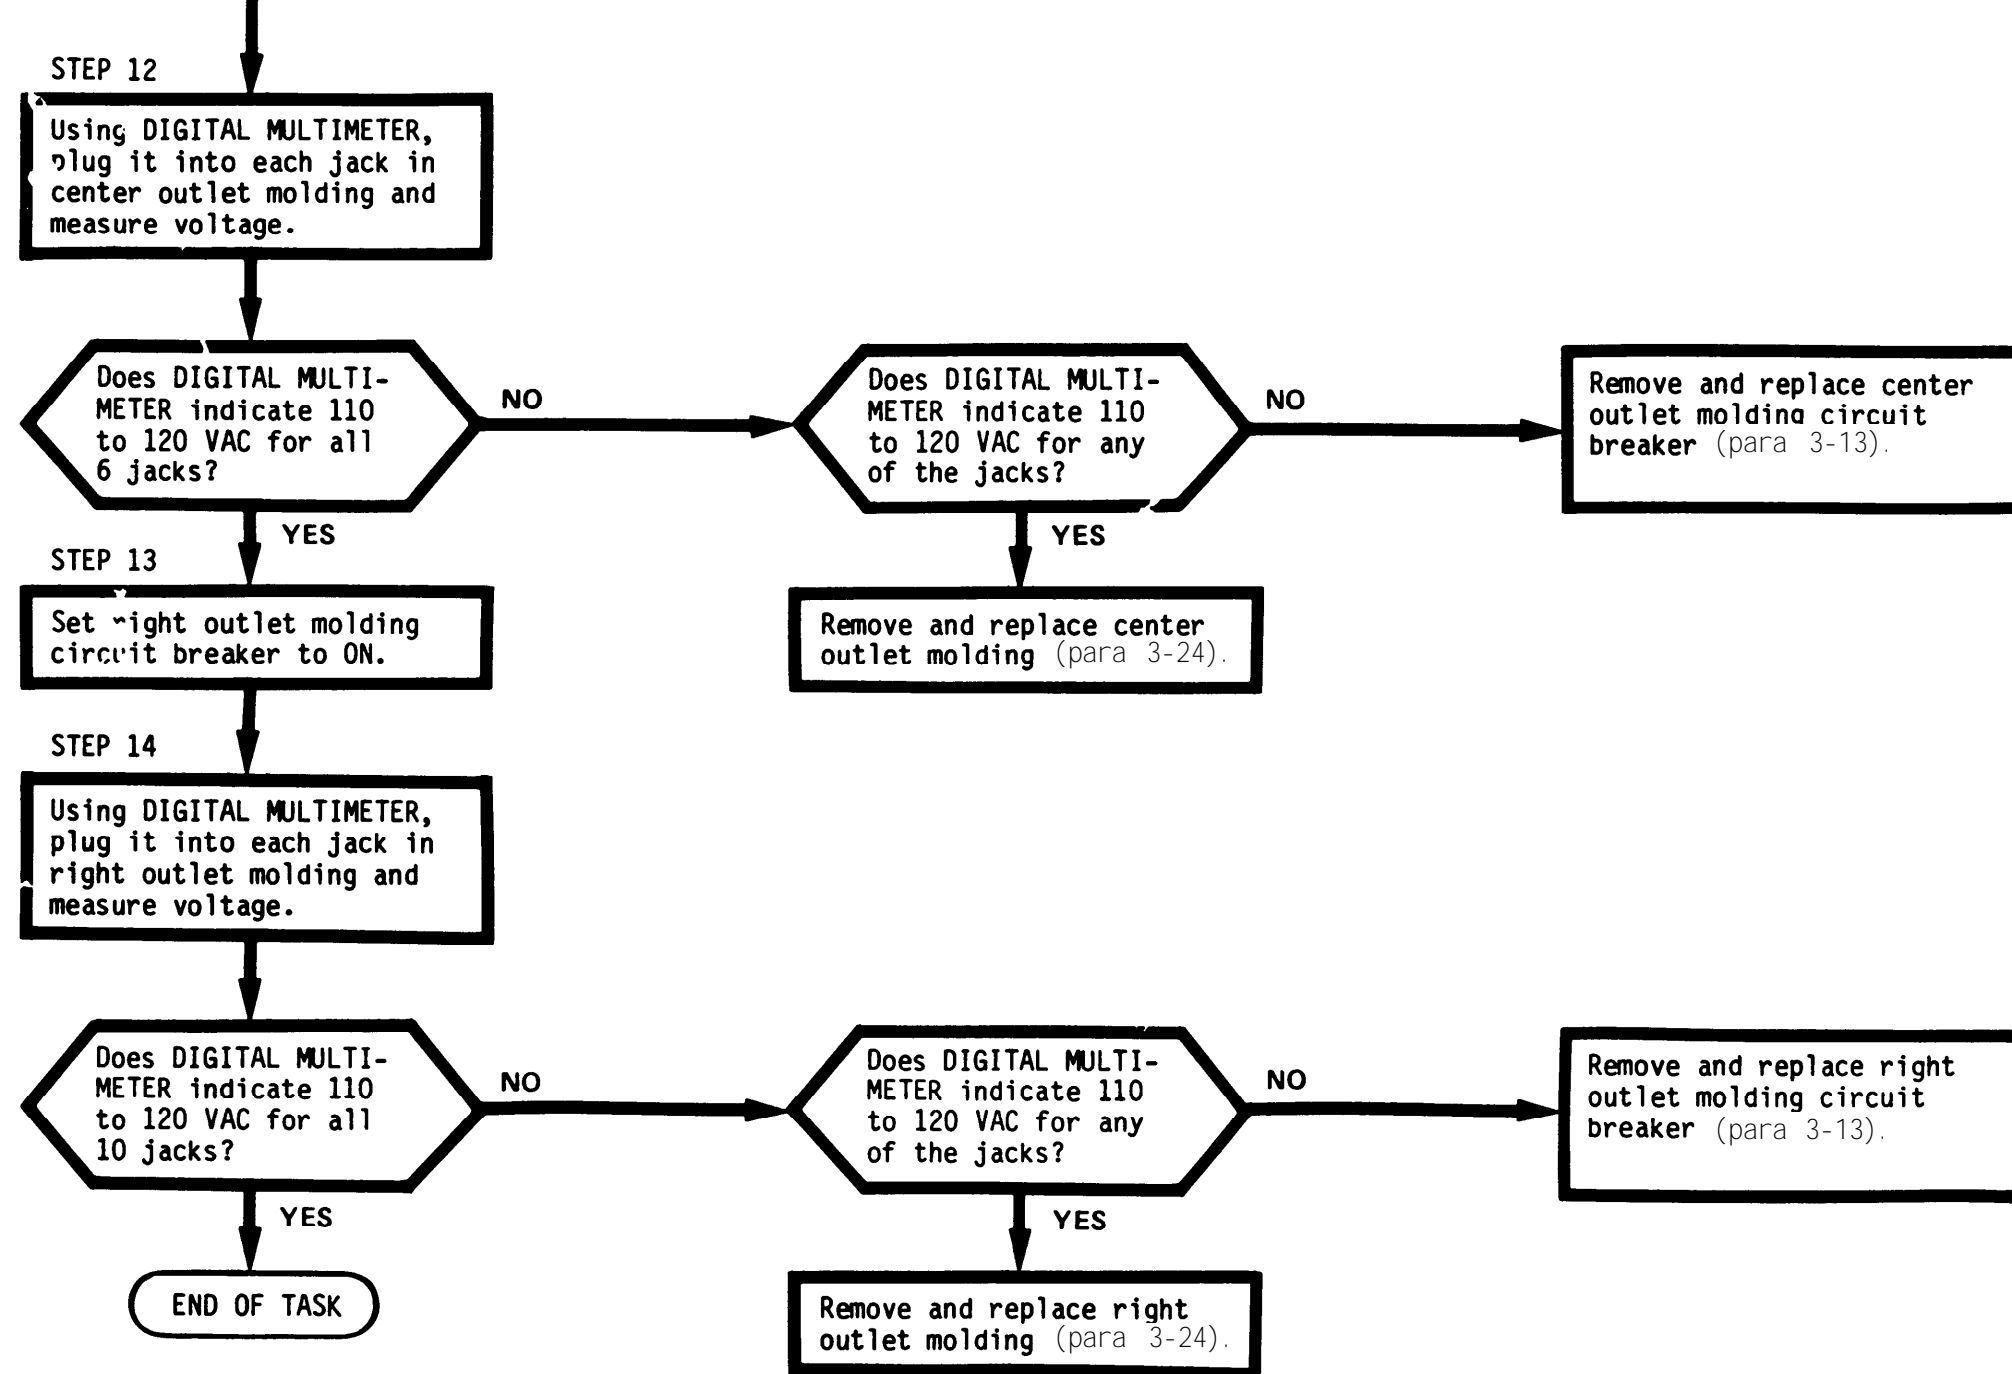 STEP 12
Using DIGITAL MULTIMETER,
plug it into each jack in
center outlet molding and
measure voltage.
Does DIGITAL MULTI-
METER indicate 110
to 120 VAC for all
6 jacks?
NO
Does DIGITAL MULTI-
METER indicate 110
to 120 VAC for any
of the jacks?
NO
Remove and replace center
outlet molding circuit
breaker (para 3-13).
YES
YES
STEP 13
Set right outlet molding
circuit breaker to ON.
Remove and replace center
outlet molding (para 3-24).
STEP 14
Using DIGITAL MULTIMETER,
plug it into each jack in
right outlet molding and
measure voltage.
Does DIGITAL MULTI-
METER indicate 110
to 120 VAC for all
10 jacks?
NO
Does DIGITAL MULTI-
METER indicate 110
to 120 VAC for any
of the jacks?
NO
Remove and replace right
outlet molding circuit
breaker (para 3-13).
YES
YES
END OF TASK
Remove and replace right
outlet molding (para 3-24).